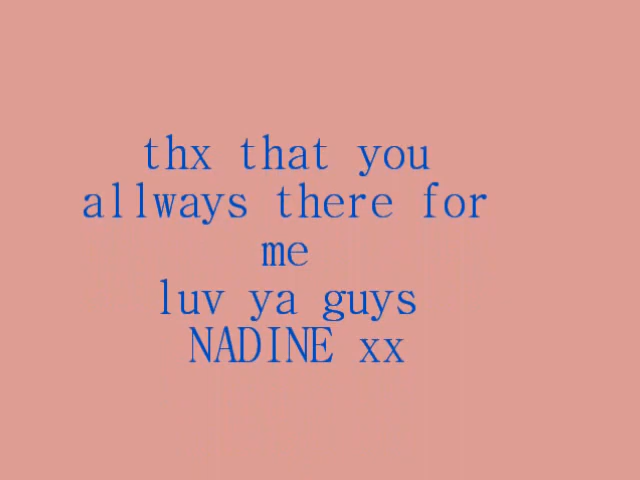 thx that you
allways there for
me
luv ya guys
NADINE xx